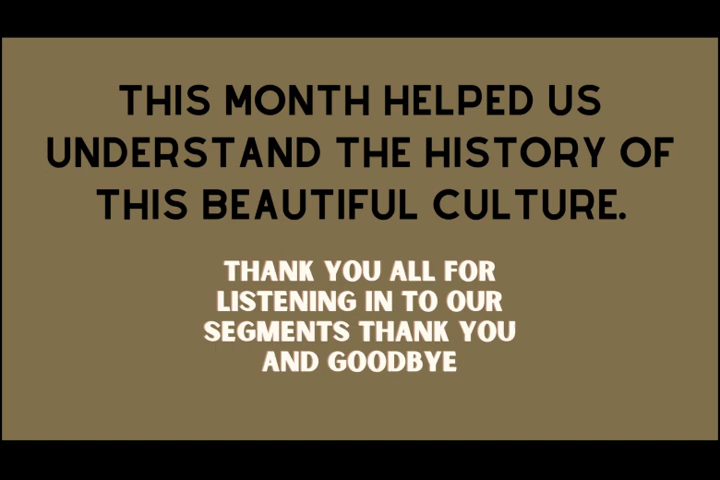 THIS MONTH HELPED US
UNDERSTAND THE HISTORY OF
THIS BEAUTIFUL CULTURE.
THANK YOU ALL FOR
LISTENING IN TO OUR
SEGMENTS THANK YOU
AND GOODBYE